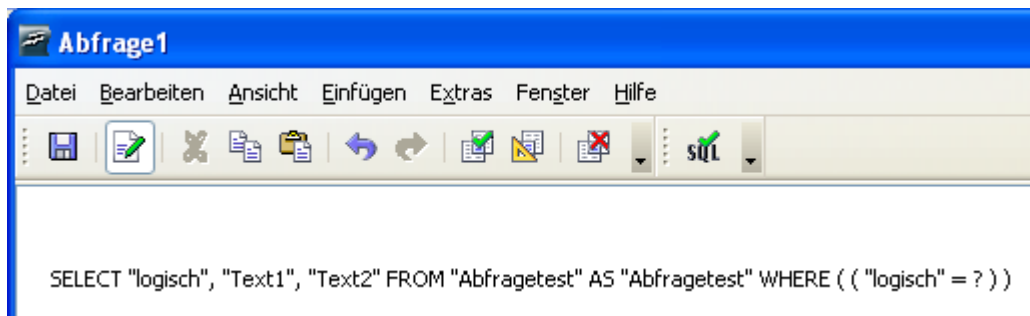 Abfrage1
Datei Bearbeiten Ansicht Einfügen Extras Fenster Hilfe
SQL
SELECT "logisch", "Text1", "Text2" FROM "Abfragetest" AS "Abfragetest" WHERE ( ( "logisch" = ? ) )